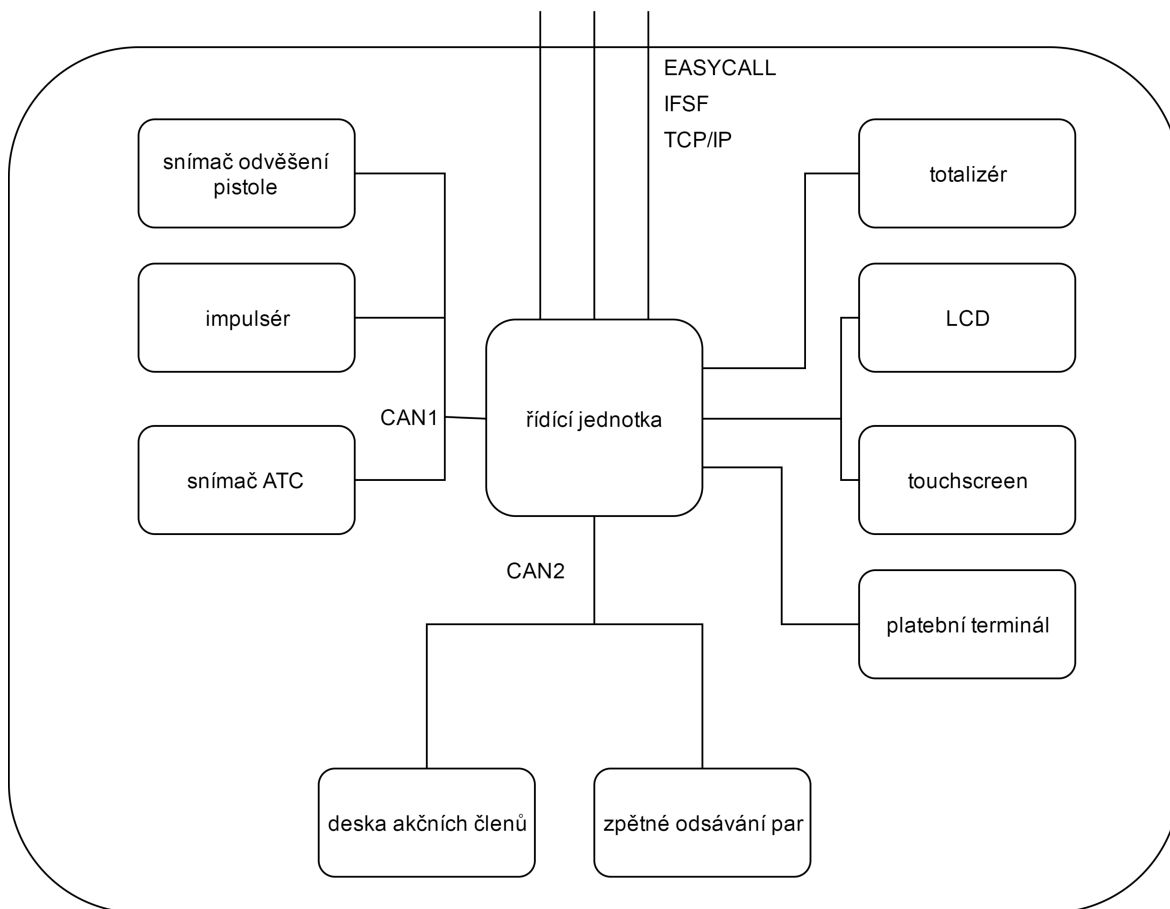 EASYCALL
IFSF
TCP/IP
snímač odvěšení
pistole
totalizér
impulsér
LCD
CAN1
řídící jednotka
snímač ATC
touchscreen
CAN2
platební terminál
deska akčních členů
zpětné odsávání par